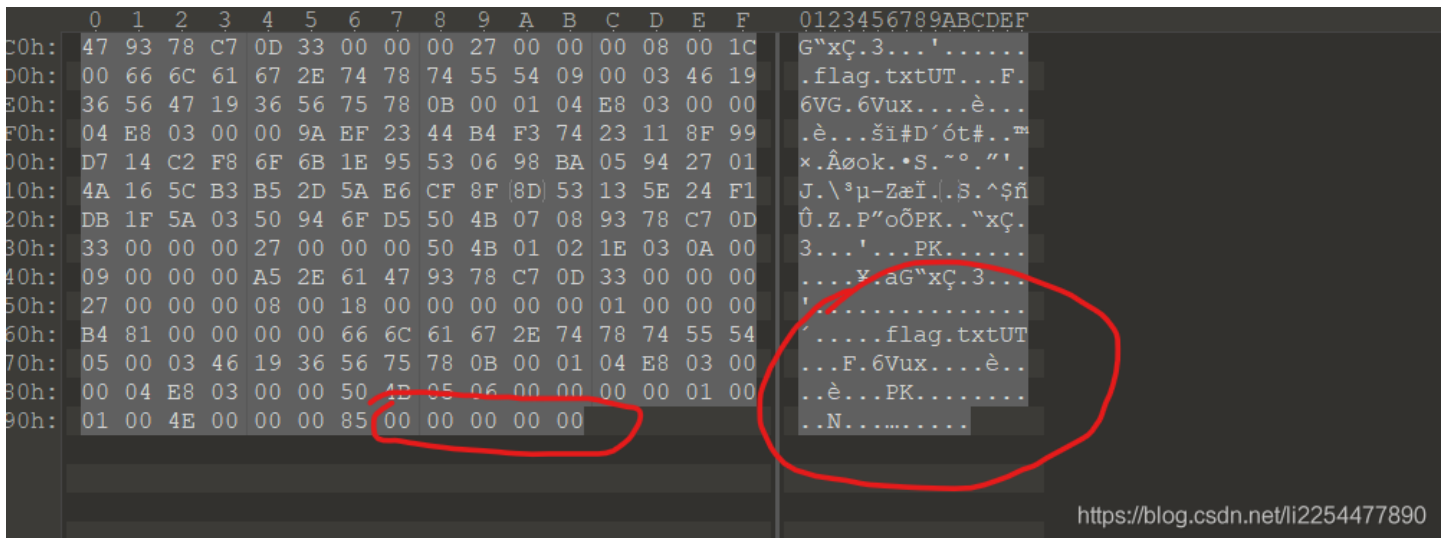 0 1 2 3 4 5 6 7 8 9 A B C D E F 0123456789ABCDEF
C0h: 47 93 78 C7 0D 33 00 00 00 27 00 00 00 08 00 1C G“xÇ.3...'......
D0h: 00 66 6C 61 67 2E 74 78 74 55 54 09 00 03 46 19 .flag.txtUT...F.
E0h: 36 56 47 19 36 56 75 78 0B 00 01 04 E8 03 00 00 6VG.6Vux....è...
F0h: 04 E8 03 00 00 9A EF 23 44 B4 F3 74 23 11 8F 99 .è...šï#D´ót#..™
00h: D7 14 C2 F8 6F 6B 1E 95 53 06 98 BA 05 94 27 01 ×.Âøok.•S.˜º.”'.
10h: 4A 16 5C B3 B5 2D 5A E6 CF 8F (8D) 53 13 5E 24 F1 J.\³µ-ZæÏ..S.^$ñ
20h: DB 1F 5A 03 50 94 6F D5 50 4B 07 08 93 78 C7 0D Û.Z.P”oÕPK..“xÇ.
30h: 33 00 00 00 27 00 00 00 50 4B 01 02 1E 03 0A 00 3...'...PK......
40h: 09 00 00 00 A5 2E 61 47 93 78 C7 0D 33 00 00 00 ....¥.aG“xÇ.3...
50h: 27 00 00 00 08 00 18 00 00 00 00 00 01 00 00 00 '...............
60h: B4 81 00 00 00 00 66 6C 61 67 2E 74 78 74 55 54 ´.....flag.txtUT
70h: 05 00 03 46 19 36 56 75 78 0B 00 01 04 E8 03 00 ...F.6Vux....è..
80h: 00 04 E8 03 00 00 50 4B 05 06 00 00 00 00 01 00 ..è...PK........
90h: 01 00 4E 00 00 00 85 00 00 00 00 00 ..N...….....
https://blog.csdn.net/li2254477890